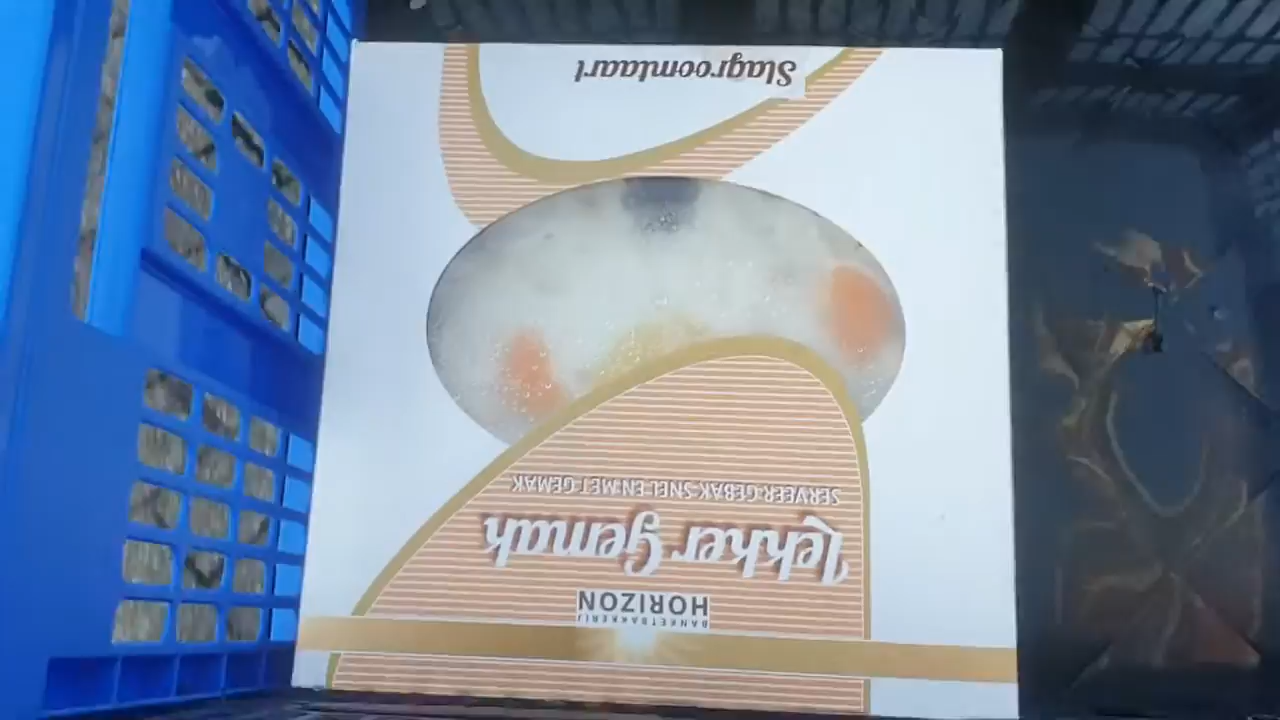 BANKETBAKKERIJ
HORIZON
Lekker Gemak
SERVEER GEBAK SNEL EN MET GEMAK
Slagroomtaart